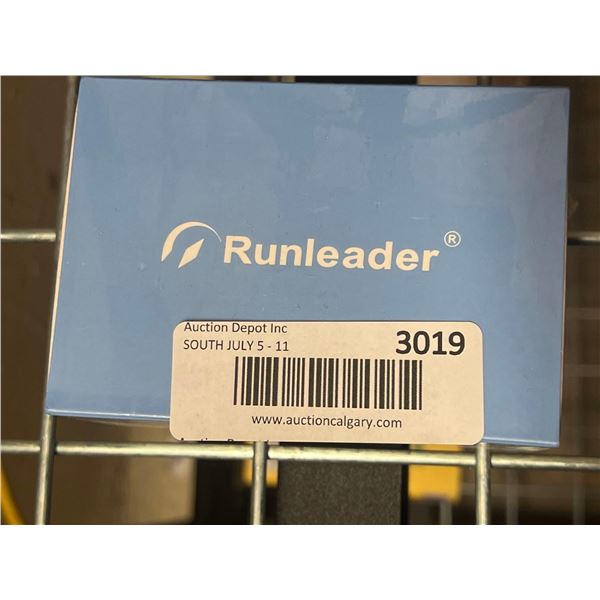 Runleader®
Auction Depot Inc
SOUTH JULY 5 - 11
3019
www.auctioncalgary.com